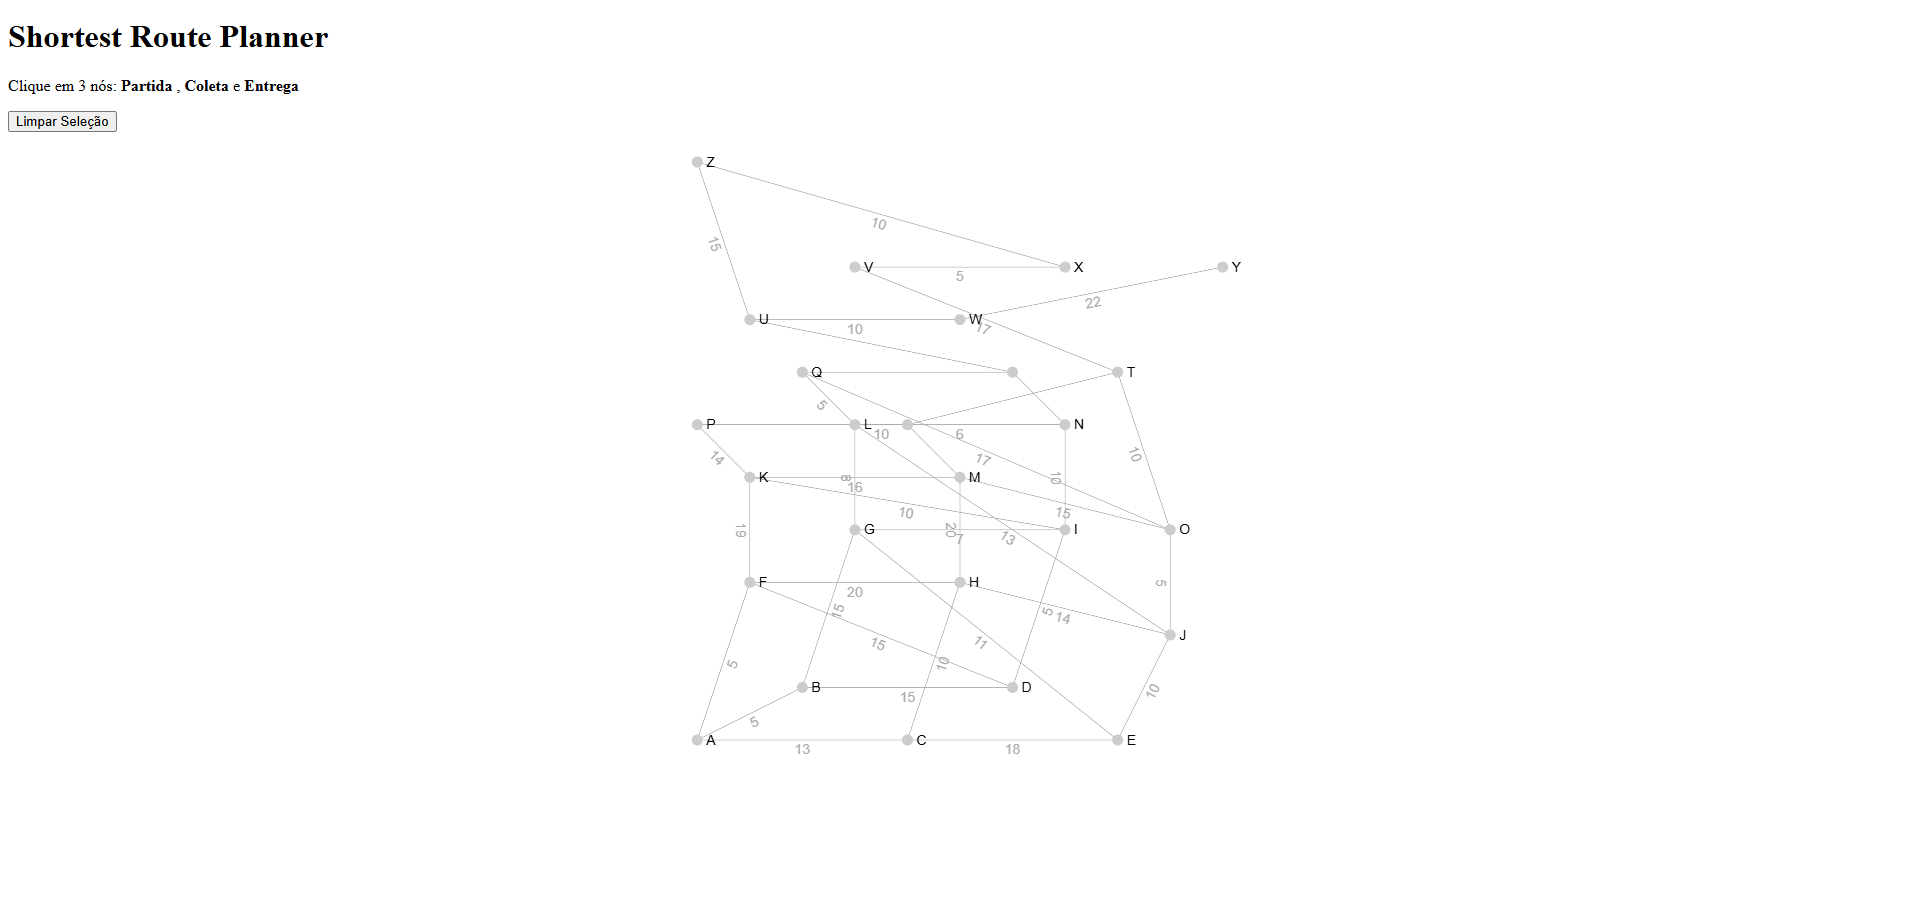 Shortest Route Planner
Clique em 3 nós: Partida , Coleta e Entrega
Limpar Seleção
Z
10
15
V
X
Y
5
22
U
W
10
17
Q
T
5
P
L
N
10
6
10
14
17
K
M
8
10
16
10
15
G
I
O
19
20
7
13
F
H
5
20
15
5
14
J
15
11
5
10
B
D
10
15
5
A
C
E
13
18